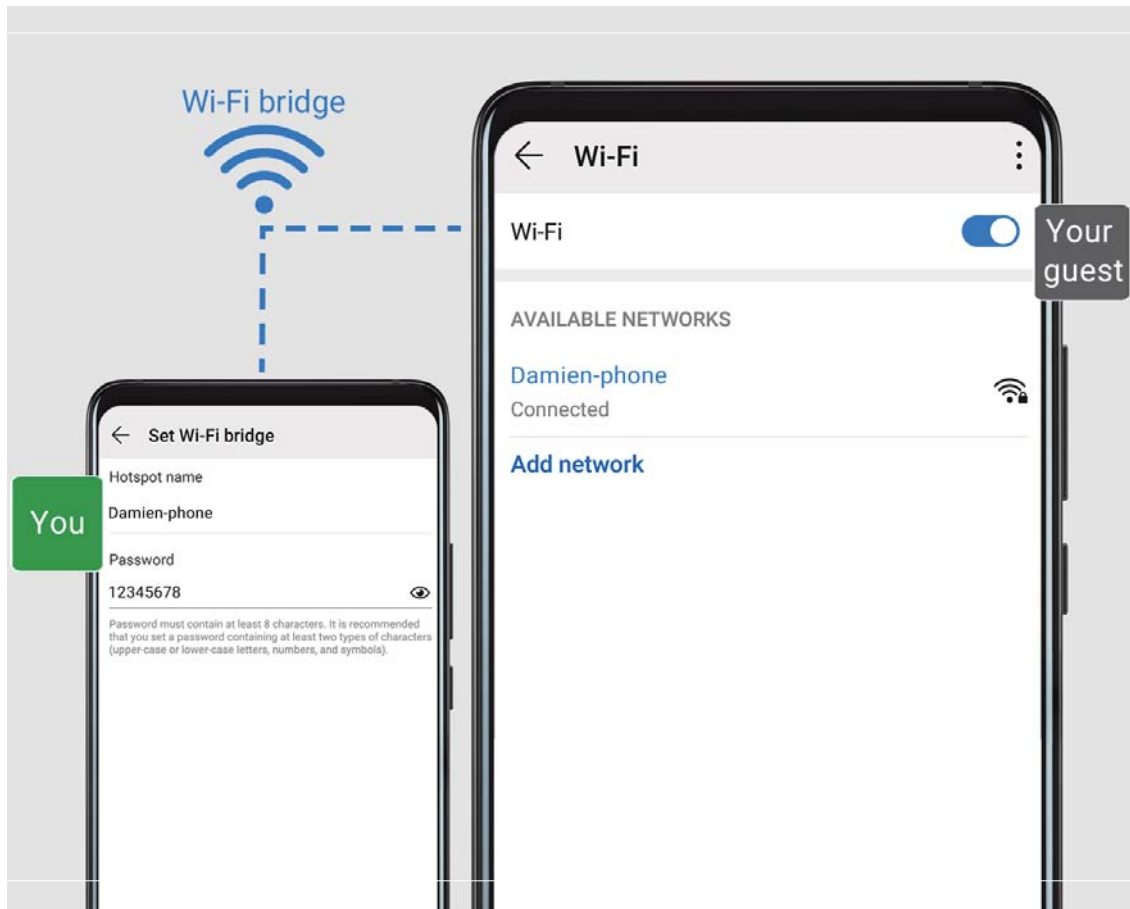 Wi-Fi bridge
You
Set Wi-Fi bridge
Hotspot name
Damien-phone
Password
12345678
Password must contain at least 8 characters. It is recommended
that you set a password containing at least two types of characters
(upper-case or lower-case letters, numbers, and symbols).
Wi-Fi
Wi-Fi
Your
guest
AVAILABLE NETWORKS
Damien-phone
Connected
Add network